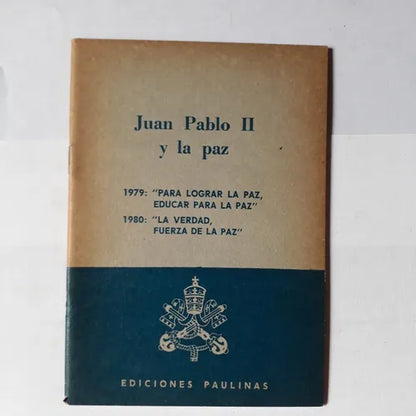 Juan Pablo II
y la paz
1979: "PARA LOGRAR LA PAZ,
EDUCAR PARA LA PAZ"
1980: "LA VERDAD,
FUERZA DE LA PAZ"
EDICIONES PAULINAS